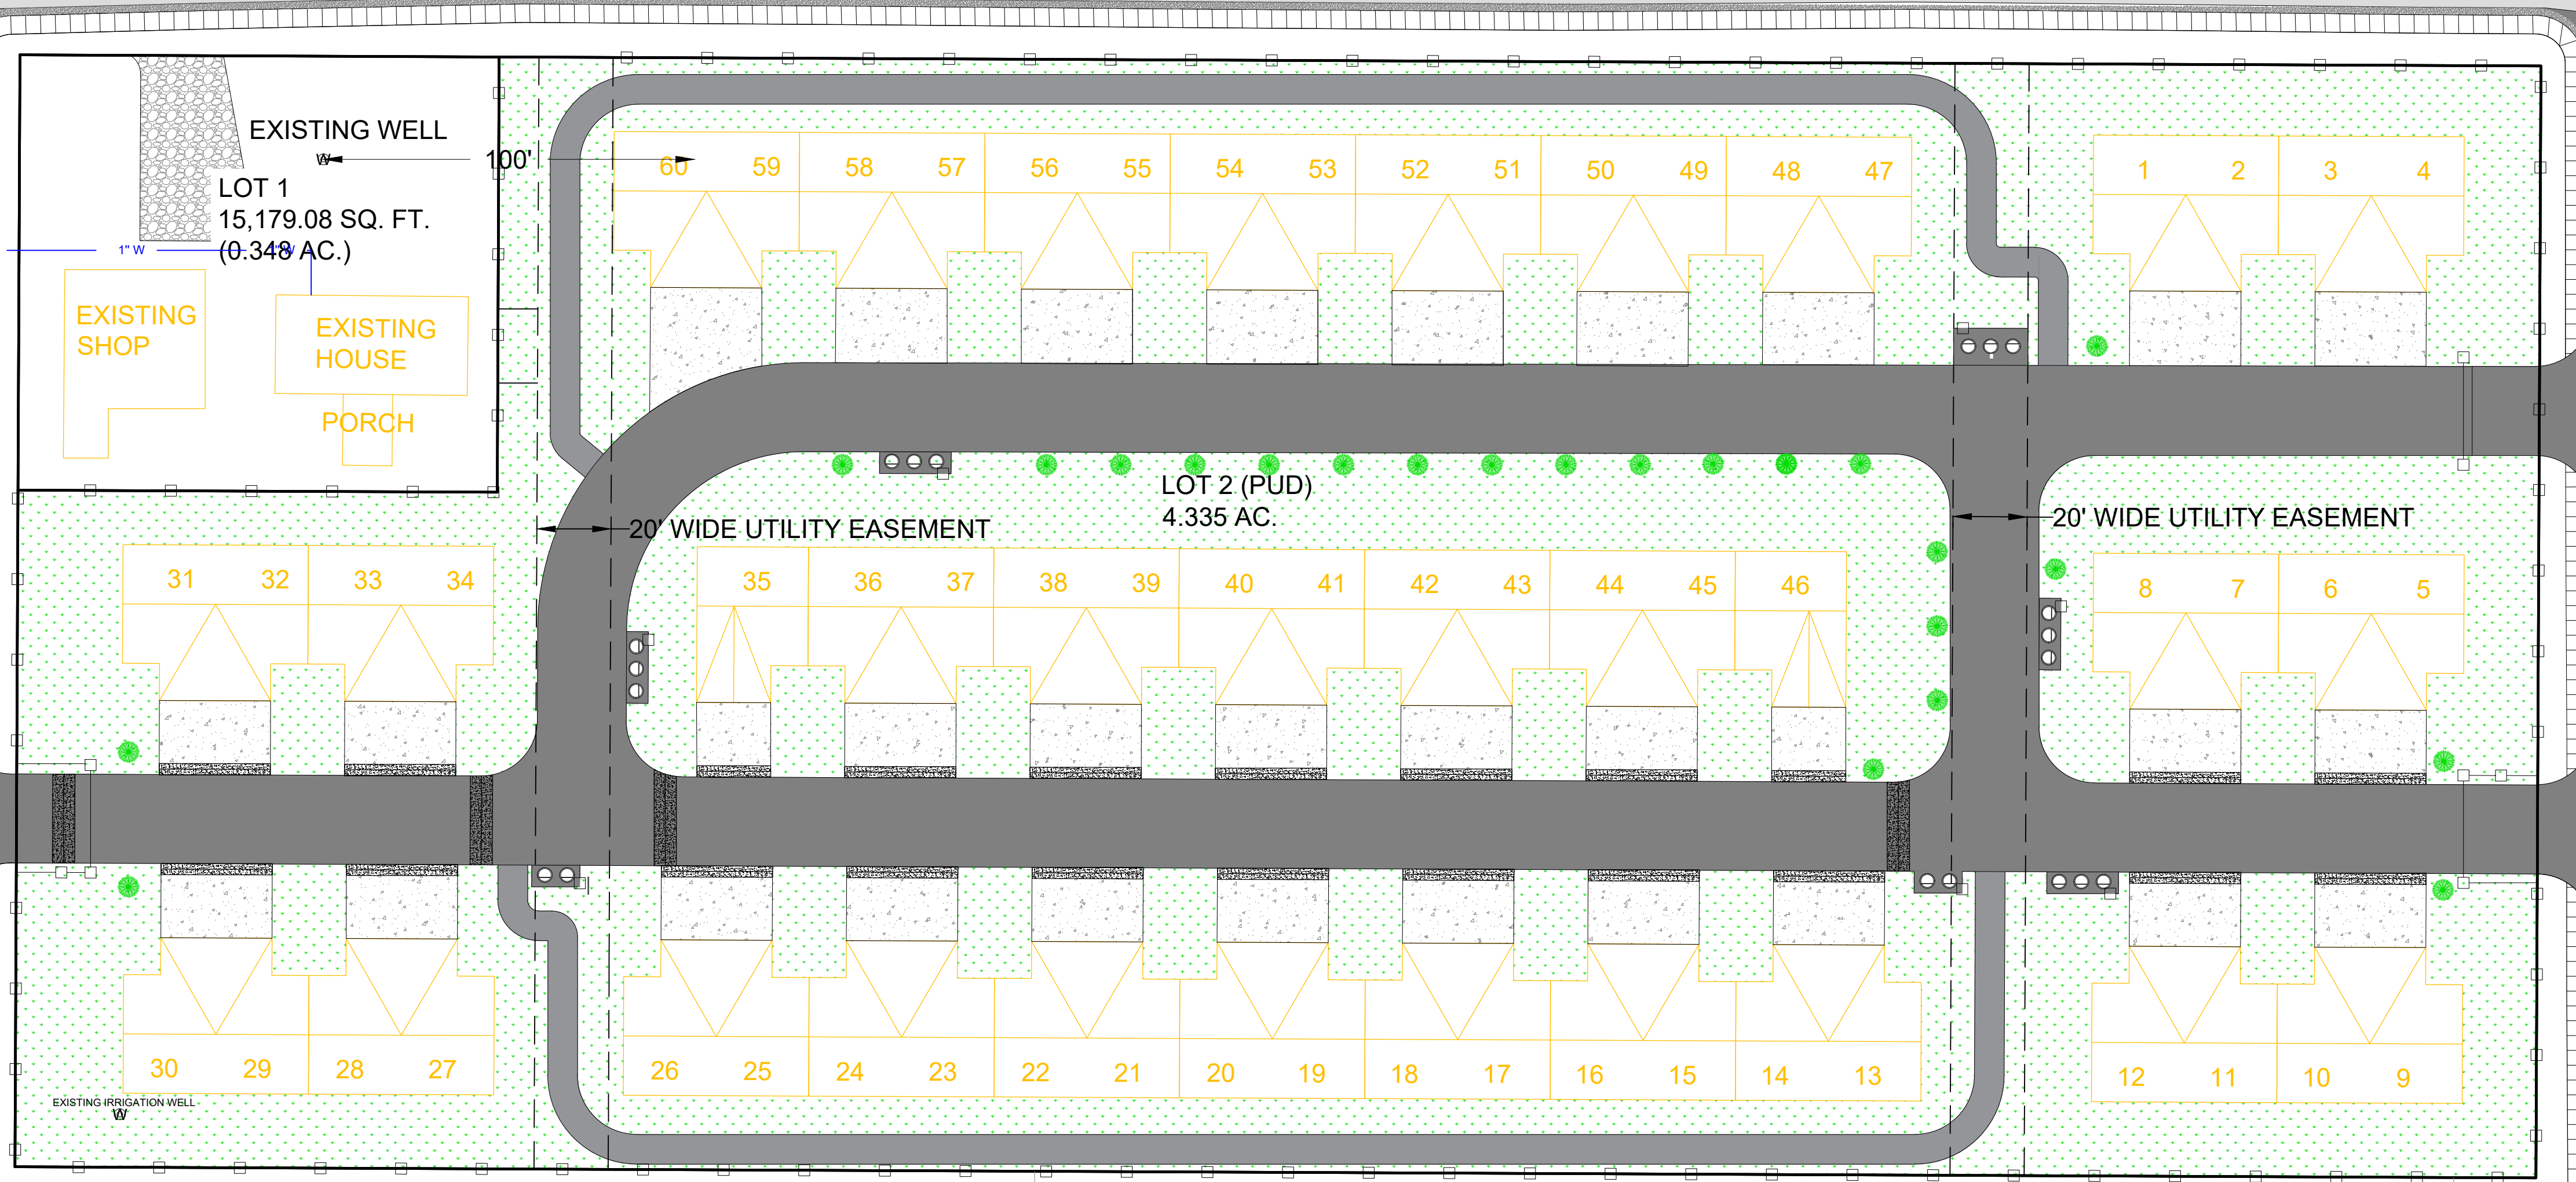 EXISTING WELL
W
100'
LOT 1
15,179.08 SQ. FT.
(0.348 AC.)
1" W
1" W
EXISTING
SHOP
EXISTING
HOUSE
PORCH
60 59 58 57 56 55 54 53 52 51 50 49 48 47
1 2 3 4
LOT 2 (PUD)
4.335 AC.
20' WIDE UTILITY EASEMENT
20' WIDE UTILITY EASEMENT
31 32 33 34
35 36 37 38 39 40 41 42 43 44 45 46
8 7 6 5
30 29 28 27
26 25 24 23 22 21 20 19 18 17 16 15 14 13
12 11 10 9
EXISTING IRRIGATION WELL
W